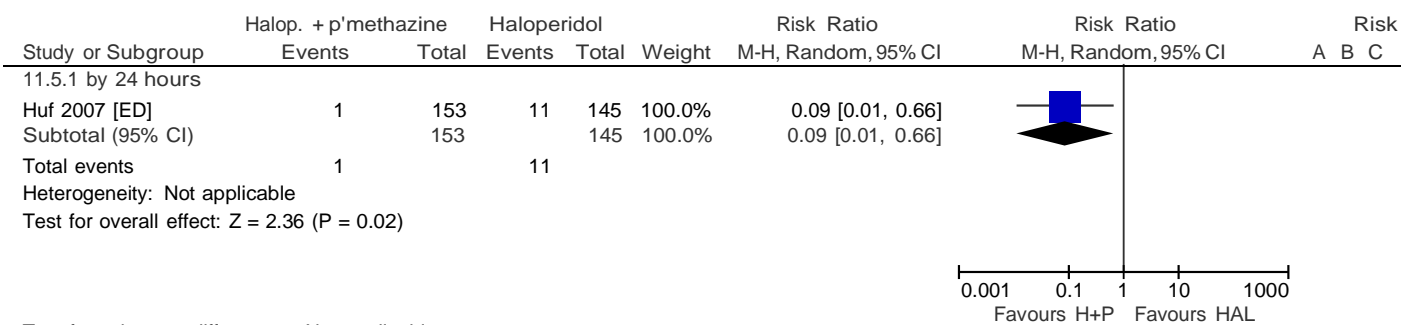 Halop. + p'methazine Haloperidol Risk Ratio Risk Ratio Risk
Study or Subgroup Events Total Events Total Weight M-H, Random, 95% CI M-H, Random, 95% CI A B C
11.5.1 by 24 hours
Huf 2007 [ED] 1 153 11 145 100.0% 0.09 [0.01, 0.66]
Subtotal (95% CI) 153 145 100.0% 0.09 [0.01, 0.66]
Total events 1 11
Heterogeneity: Not applicable
Test for overall effect: Z = 2.36 (P = 0.02)
0.001 0.1 1 10 1000
Favours H+P Favours HAL